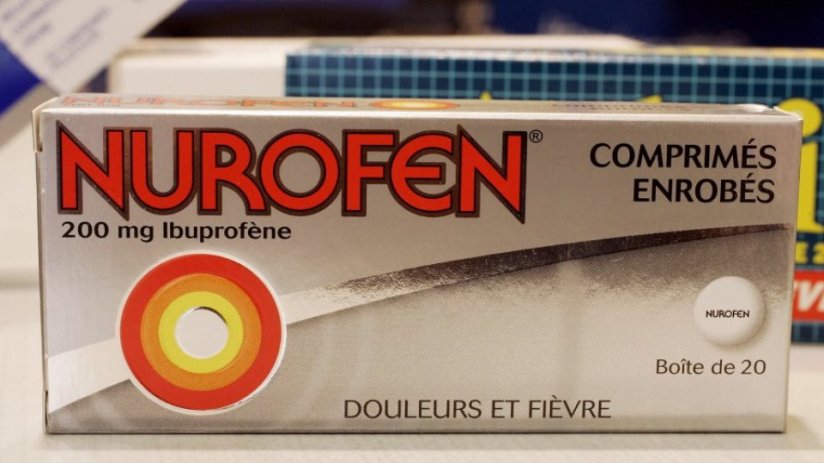 NUROFEN®
200 mg Ibuprofène
COMPRIMÉS
ENROBÉS
NUROFEN
Boîte de 20
DOULEURS ET FIÈVRE